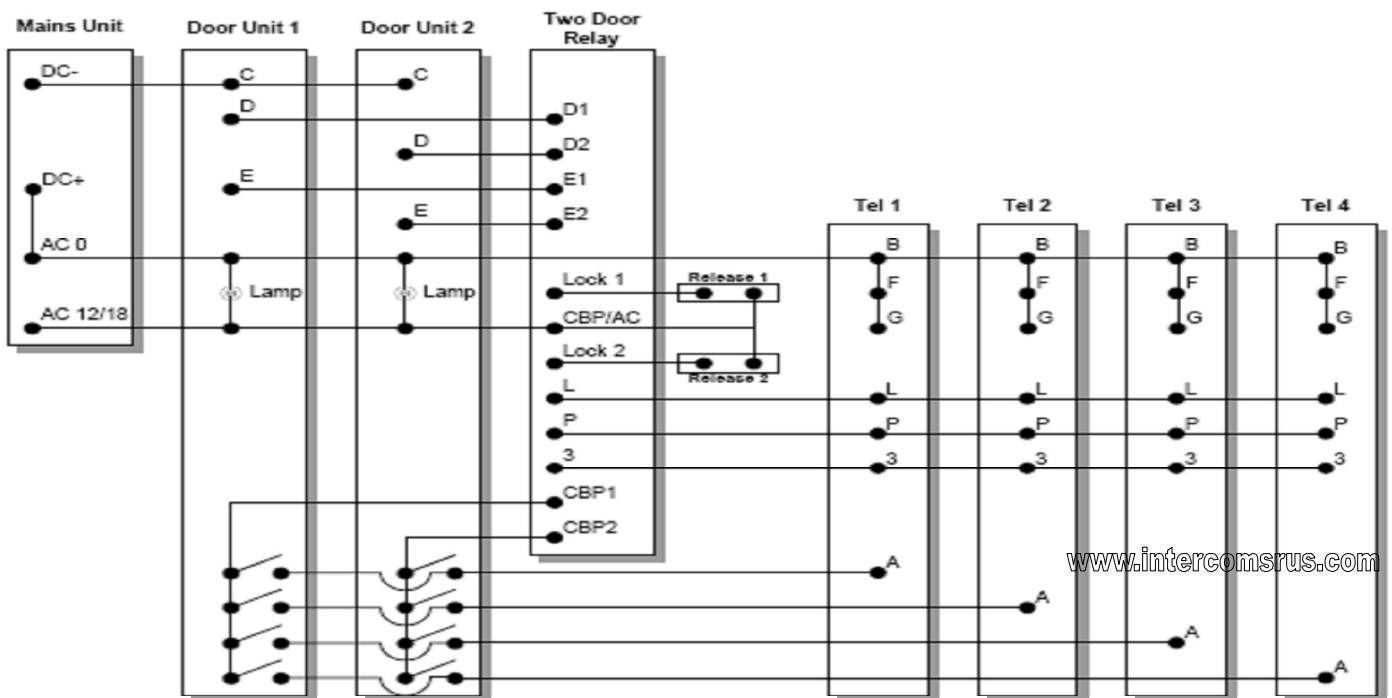 Mains Unit
Door Unit 1
Door Unit 2
Two Door
Relay
DC-
C
C
D
D1
D
D2
DC+
E
E1
E
E2
Tel 1
Tel 2
Tel 3
Tel 4
AC 0
B
B
B
B
Lamp
Lamp
Lock 1
Release 1
F
F
F
F
AC 12/18
CBP/AC
G
G
G
G
Lock 2
Release 2
L
L
L
L
L
P
P
P
P
P
3
3
3
3
3
CBP1
CBP2
www.intercomsrus.com
A
A
A
A